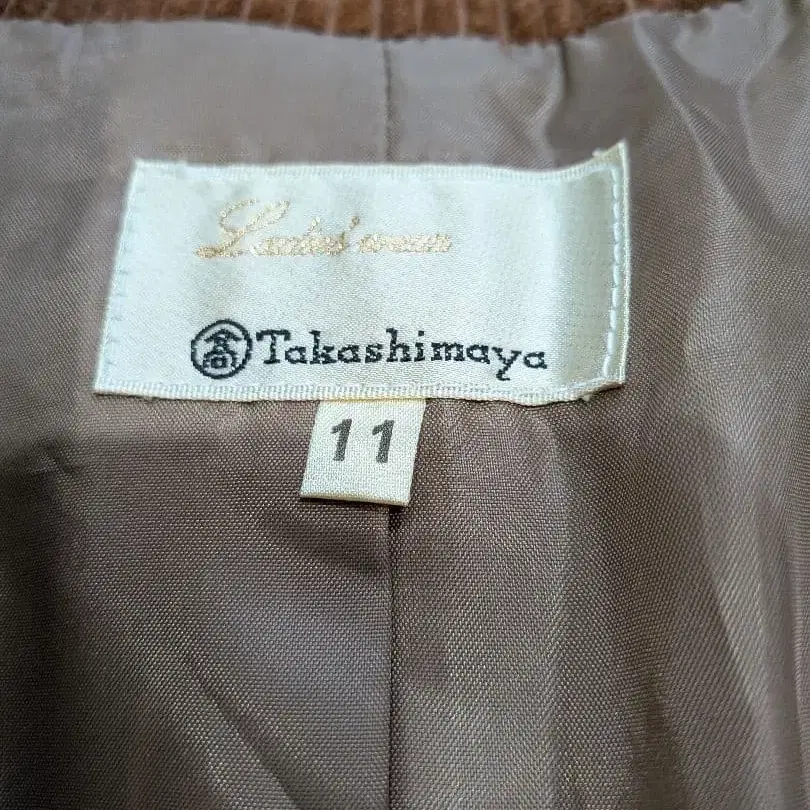 Ladies' wear
髙 Takashimaya
11